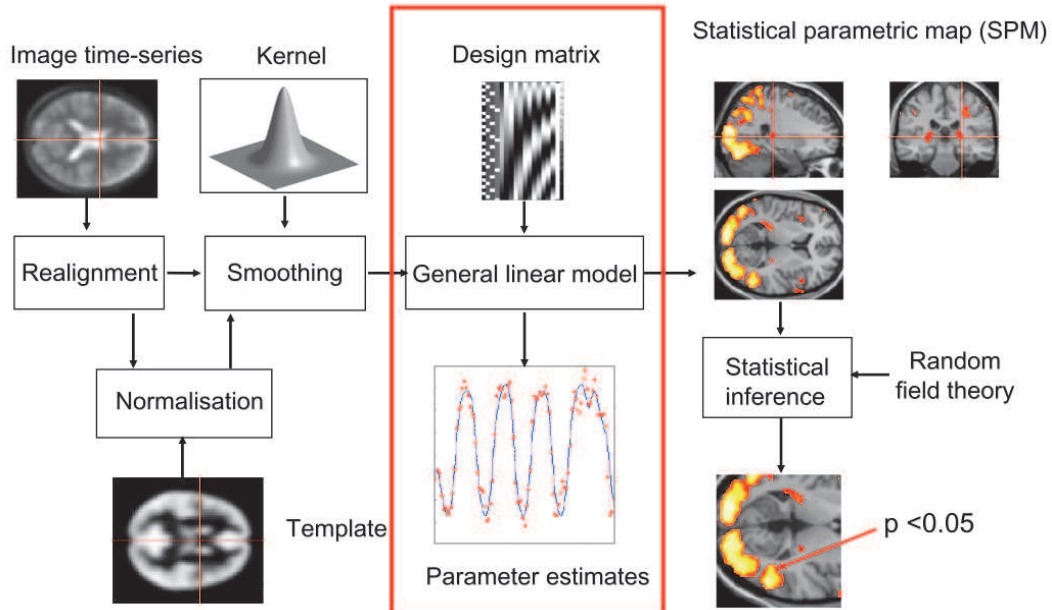 Image time-series
Kernel
Design matrix
Statistical parametric map (SPM)
Realignment
Smoothing
General linear model
Normalisation
Statistical
inference
Random
field theory
Template
Parameter estimates
p <0.05